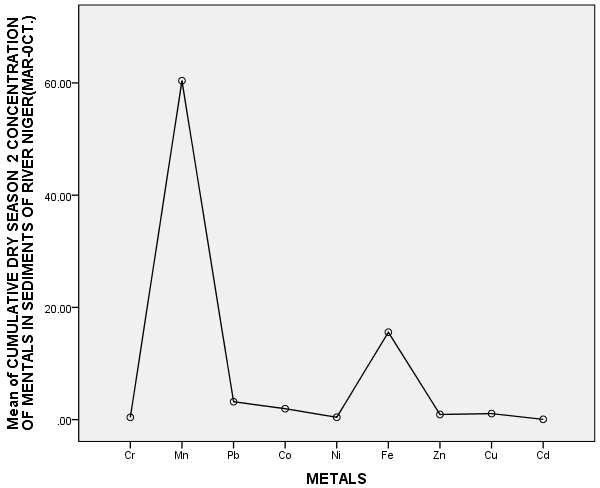 Mean of CUMULATIVE DRY SEASON 2 CONCENTRATION
OF MENTALS IN SEDIMENTS OF RIVER NIGER(MAR-0CT.)
60.00
40.00
20.00
.00
Cr Mn Pb Co Ni Fe Zn Cu Cd
METALS